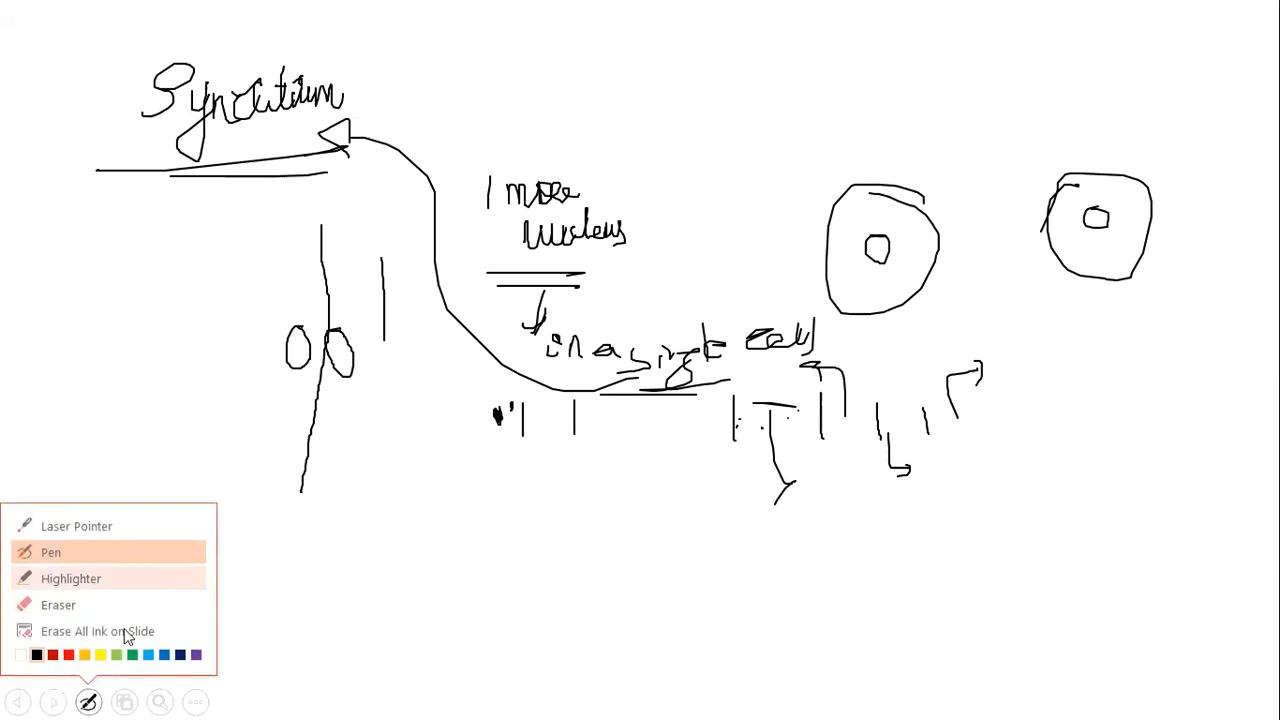 Syncitium
1 more
nucleus
in a single cell
Laser Pointer
Pen
Highlighter
Eraser
Erase All Ink on Slide